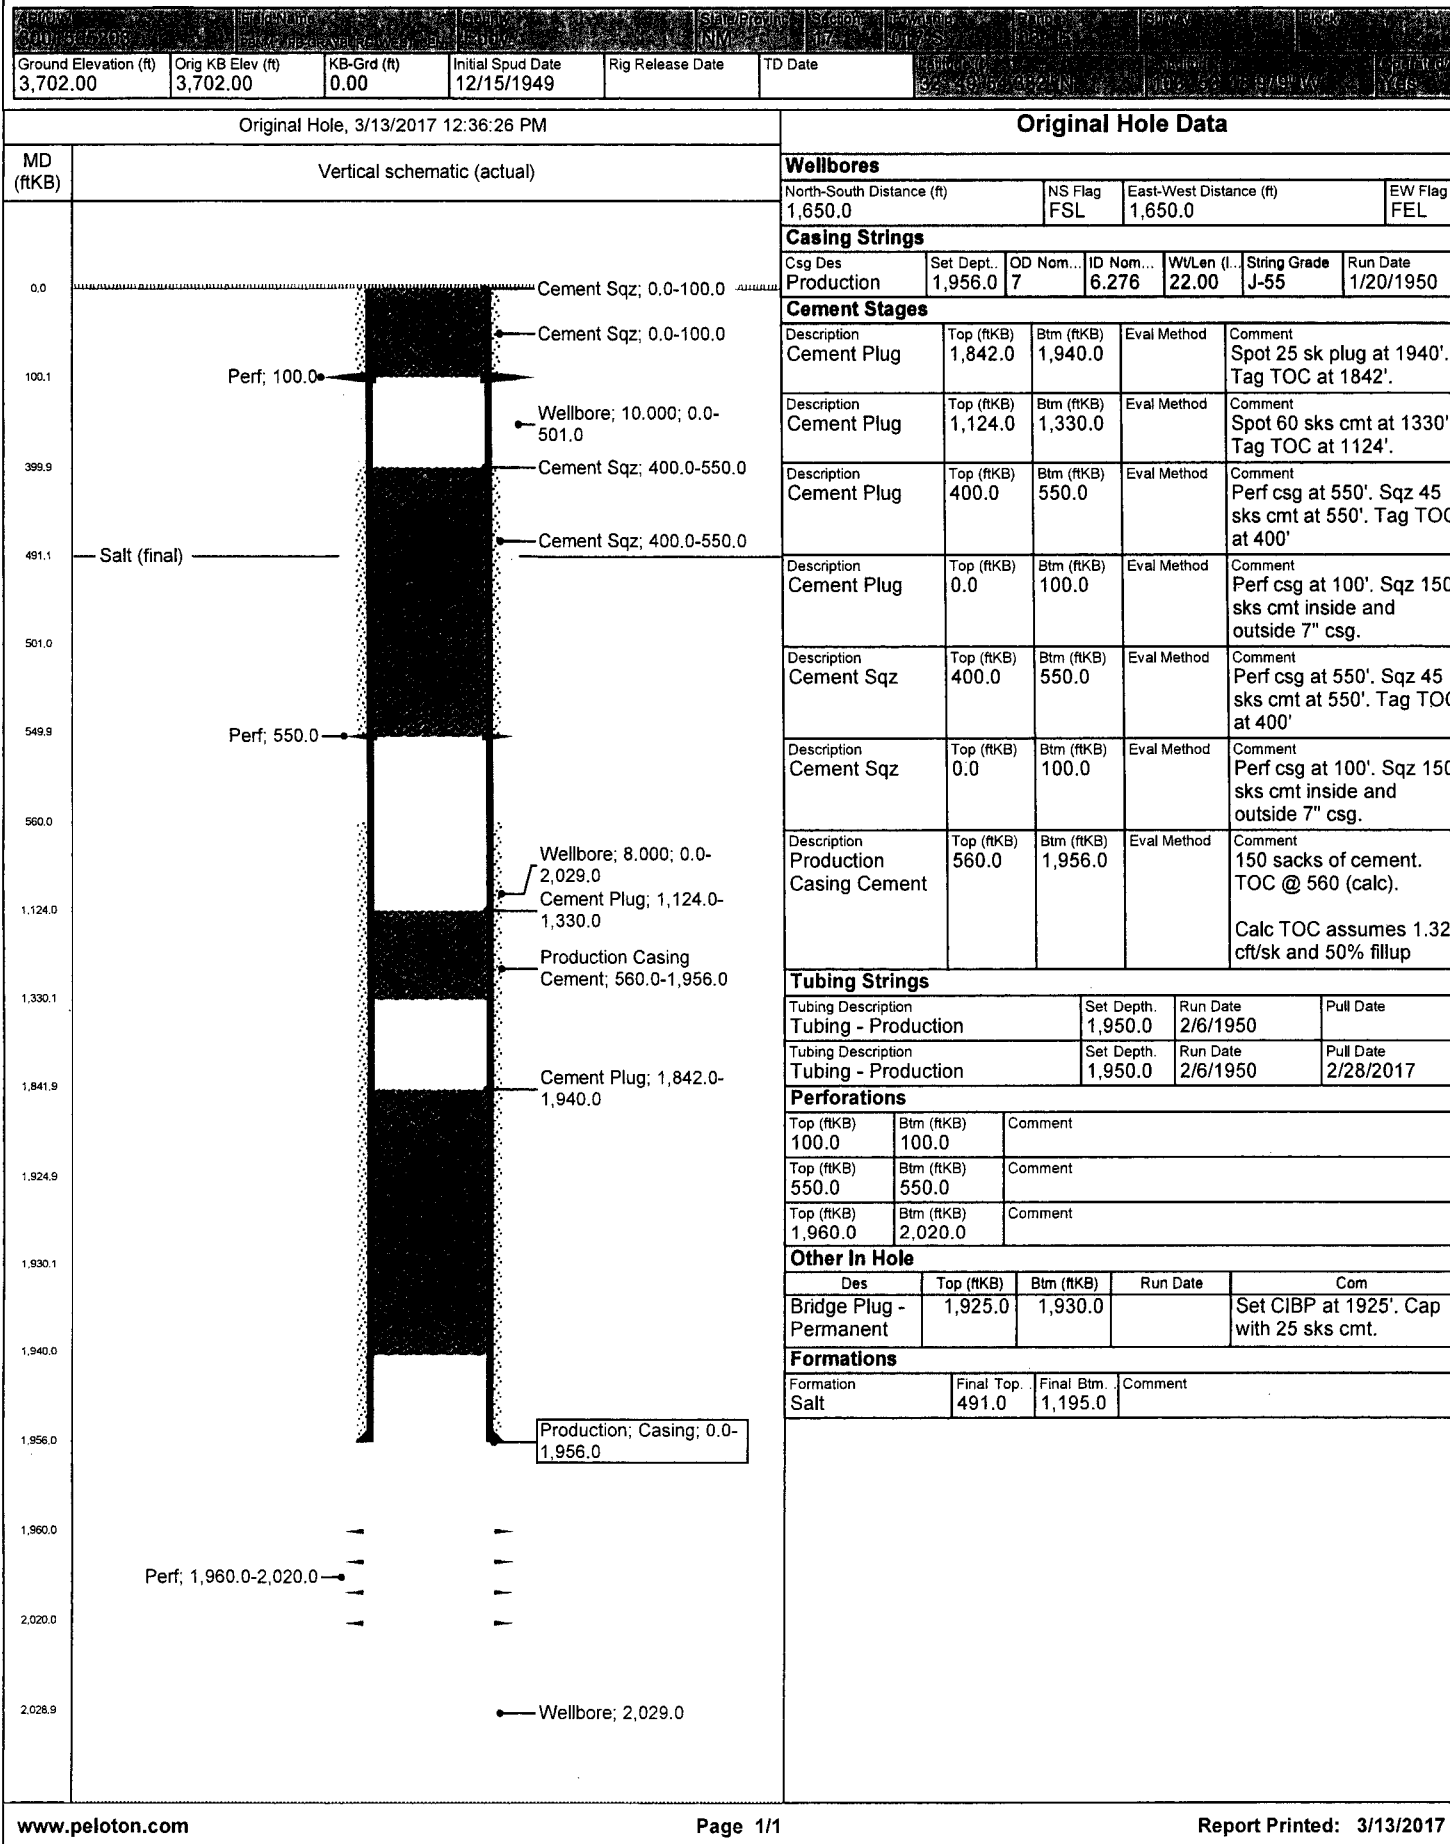 Ground Elevation (ft) Orig KB Elev (ft) KB-Grd (ft) Initial Spud Date Rig Release Date TD Date
3,702.00 3,702.00 0.00 12/15/1949
Original Hole, 3/13/2017 12:36:26 PM
MD
(ftKB)
Vertical schematic (actual)
0.0
Cement Sqz; 0.0-100.0
Cement Sqz; 0.0-100.0
100.1
Perf; 100.0
Wellbore; 10.000; 0.0-
501.0
399.9
Cement Sqz; 400.0-550.0
Cement Sqz; 400.0-550.0
491.1
Salt (final)
501.0
549.9
Perf; 550.0
560.0
Wellbore; 8.000; 0.0-
2,029.0
Cement Plug; 1,124.0-
1,330.0
1,124.0
Production Casing
Cement; 560.0-1,956.0
1,330.1
Cement Plug; 1,842.0-
1,940.0
1,841.9
1,924.9
1,930.1
1,940.0
Production; Casing; 0.0-
1,956.0
1,956.0
1,960.0
Perf; 1,960.0-2,020.0
2,020.0
2,028.9
Wellbore; 2,029.0
Original Hole Data
Wellbores
North-South Distance (ft) NS Flag East-West Distance (ft) EW Flag
1,650.0 FSL 1,650.0 FEL
Casing Strings
Csg Des Set Dept.. OD Nom... ID Nom... Wt/Len (l... String Grade Run Date
Production 1,956.0 7 6.276 22.00 J-55 1/20/1950
Cement Stages
Description Top (ftKB) Btm (ftKB) Eval Method Comment
Cement Plug 1,842.0 1,940.0 Spot 25 sk plug at 1940'.
Tag TOC at 1842'.
Description Top (ftKB) Btm (ftKB) Eval Method Comment
Cement Plug 1,124.0 1,330.0 Spot 60 sks cmt at 1330'
Tag TOC at 1124'.
Description Top (ftKB) Btm (ftKB) Eval Method Comment
Cement Plug 400.0 550.0 Perf csg at 550'. Sqz 45
sks cmt at 550'. Tag TOC
at 400'
Description Top (ftKB) Btm (ftKB) Eval Method Comment
Cement Plug 0.0 100.0 Perf csg at 100'. Sqz 150
sks cmt inside and
outside 7" csg.
Description Top (ftKB) Btm (ftKB) Eval Method Comment
Cement Sqz 400.0 550.0 Perf csg at 550'. Sqz 45
sks cmt at 550'. Tag TOC
at 400'
Description Top (ftKB) Btm (ftKB) Eval Method Comment
Cement Sqz 0.0 100.0 Perf csg at 100'. Sqz 150
sks cmt inside and
outside 7" csg.
Description Top (ftKB) Btm (ftKB) Eval Method Comment
Production 560.0 1,956.0 150 sacks of cement.
Casing Cement TOC @ 560 (calc).
Calc TOC assumes 1.32
cft/sk and 50% fillup
Tubing Strings
Tubing Description Set Depth. Run Date Pull Date
Tubing - Production 1,950.0 2/6/1950
Tubing Description Set Depth. Run Date Pull Date
Tubing - Production 1,950.0 2/6/1950 2/28/2017
Perforations
Top (ftKB) Btm (ftKB) Comment
100.0 100.0
Top (ftKB) Btm (ftKB) Comment
550.0 550.0
Top (ftKB) Btm (ftKB) Comment
1,960.0 2,020.0
Other In Hole
Des Top (ftKB) Btm (ftKB) Run Date Com
Bridge Plug - 1,925.0 1,930.0 Set CIBP at 1925'. Cap
Permanent with 25 sks cmt.
Formations
Formation Final Top.. Final Btm.. Comment
Salt 491.0 1,195.0
www.peloton.com Page 1/1 Report Printed: 3/13/2017